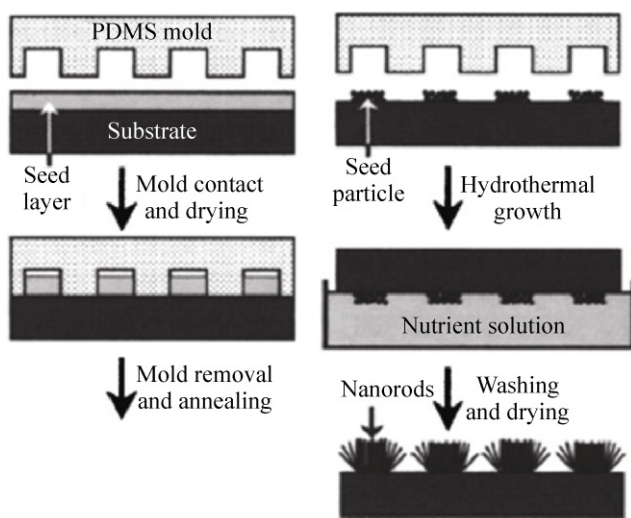 PDMS mold
Substrate
Seed
layer
Mold contact
and drying
Mold removal
and annealing
Seed
particle
Hydrothermal
growth
Nutrient solution
Nanorods
Washing
and drying